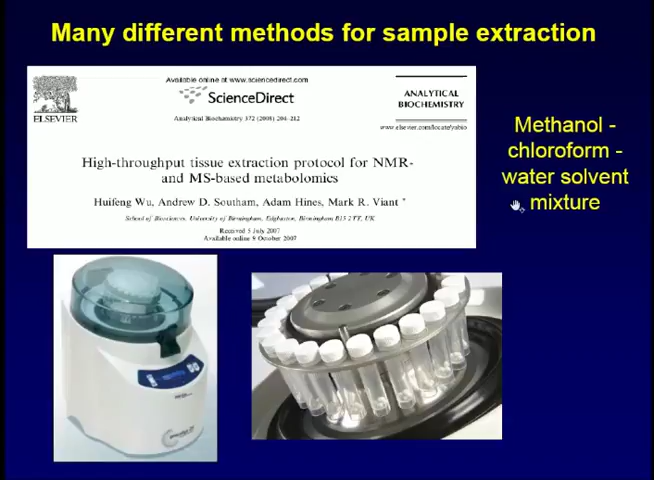 Many different methods for sample extraction
Available online at www.sciencedirect.com
ScienceDirect
ELSEVIER
Analytical Biochemistry 372 (2008) 204–212
ANALYTICAL
BIOCHEMISTRY
www.elsevier.com/locate/yabio
High-throughput tissue extraction protocol for NMR-
and MS-based metabolomics
Huifeng Wu, Andrew D. Southam, Adam Hines, Mark R. Viant *
School of Biosciences, University of Birmingham, Edgbaston, Birmingham B15 2TT, UK
Received 5 July 2007
Available online 9 October 2007
Methanol -
chloroform -
water solvent
mixture